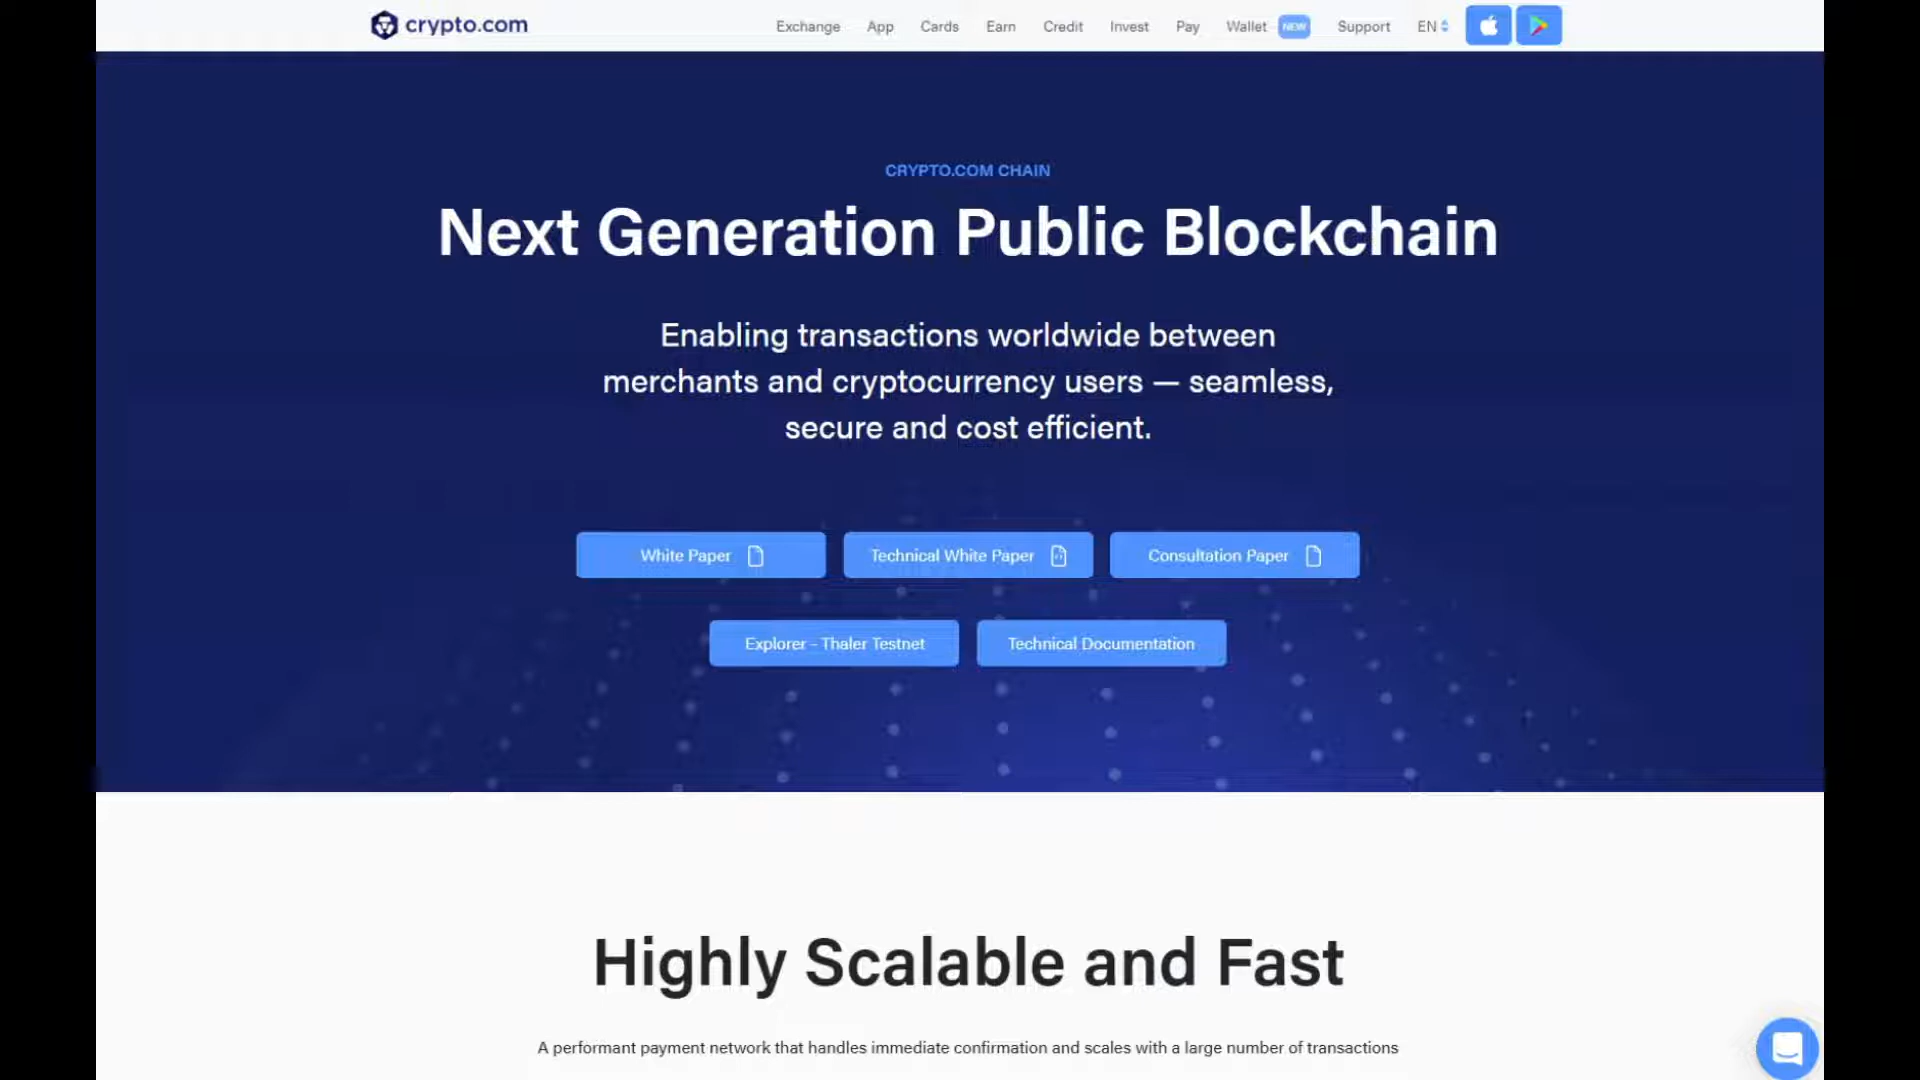 crypto.com
Exchange App Cards Earn Credit Invest Pay Wallet NEW Support EN
CRYPTO.COM CHAIN
Next Generation Public Blockchain
Enabling transactions worldwide between
merchants and cryptocurrency users — seamless,
secure and cost efficient.
White Paper Technical White Paper Consultation Paper
Explorer - Thaler Testnet Technical Documentation
Highly Scalable and Fast
A performant payment network that handles immediate confirmation and scales with a large number of transactions